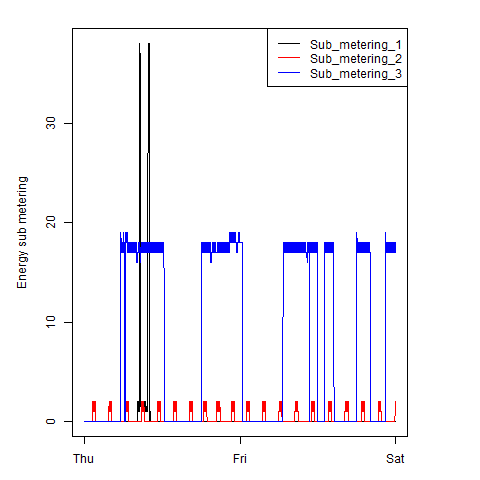 Sub_metering_1
Sub_metering_2
Sub_metering_3
Energy sub metering
30
20
10
0
Thu Fri Sat